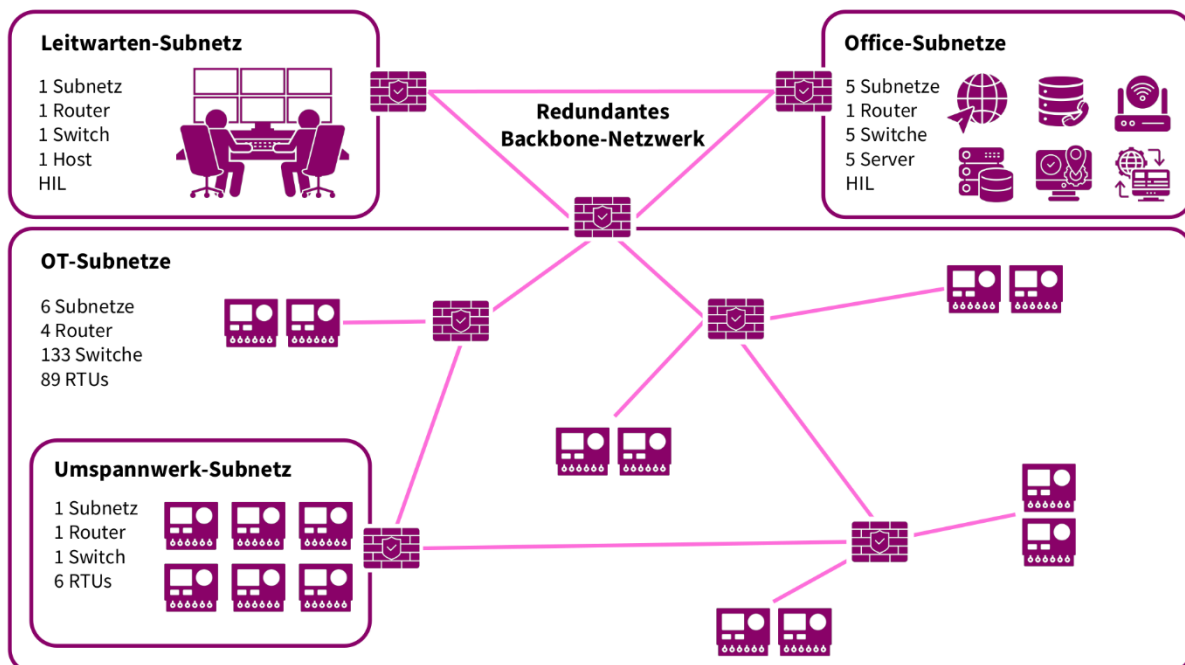 Leitwarten-Subnetz
1 Subnetz
1 Router
1 Switch
1 Host
HIL
Redundantes
Backbone-Netzwerk
Office-Subnetze
5 Subnetze
1 Router
5 Switche
5 Server
HIL
OT-Subnetze
6 Subnetze
4 Router
133 Switche
89 RTUs
Umspannwerk-Subnetz
1 Subnetz
1 Router
1 Switch
6 RTUs